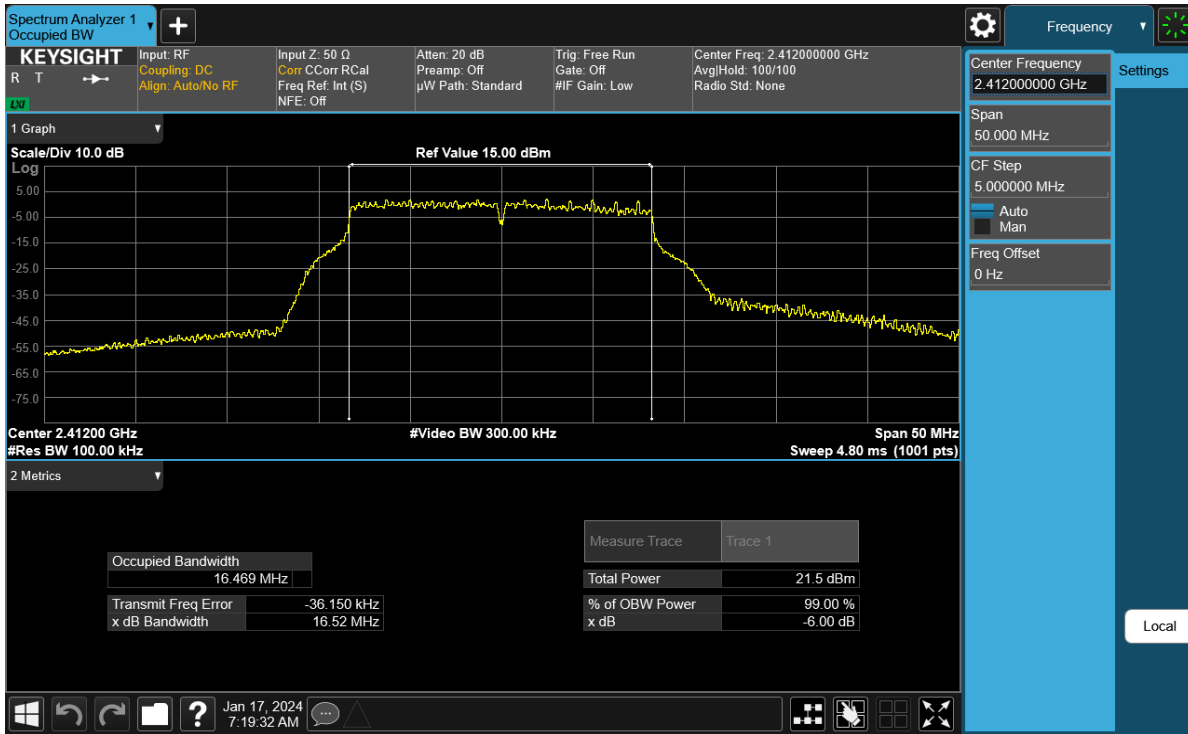 Spectrum Analyzer 1
Occupied BW
+
Frequency
KEYSIGHT
R T
LXI
Input: RF
Coupling: DC
Align: Auto/No RF
Input Z: 50 Ω
Corr CCorr RCal
Freq Ref: Int (S)
NFE: Off
Atten: 20 dB
Preamp: Off
µW Path: Standard
Trig: Free Run
Gate: Off
#IF Gain: Low
Center Freq: 2.412000000 GHz
Avg|Hold: 100/100
Radio Std: None
Center Frequency
2.412000000 GHz
Settings
Span
50.000 MHz
CF Step
5.000000 MHz
Auto
Man
Freq Offset
0 Hz
1 Graph
Scale/Div 10.0 dB
Ref Value 15.00 dBm
Log
5.00
-5.00
-15.0
-25.0
-35.0
-45.0
-55.0
-65.0
-75.0
Center 2.41200 GHz
#Video BW 300.00 kHz
Span 50 MHz
#Res BW 100.00 kHz
Sweep 4.80 ms (1001 pts)
2 Metrics
Measure Trace
Trace 1
Occupied Bandwidth
16.469 MHz
Total Power
21.5 dBm
Transmit Freq Error
-36.150 kHz
% of OBW Power
99.00 %
x dB Bandwidth
16.52 MHz
x dB
-6.00 dB
Local
?
Jan 17, 2024
7:19:32 AM